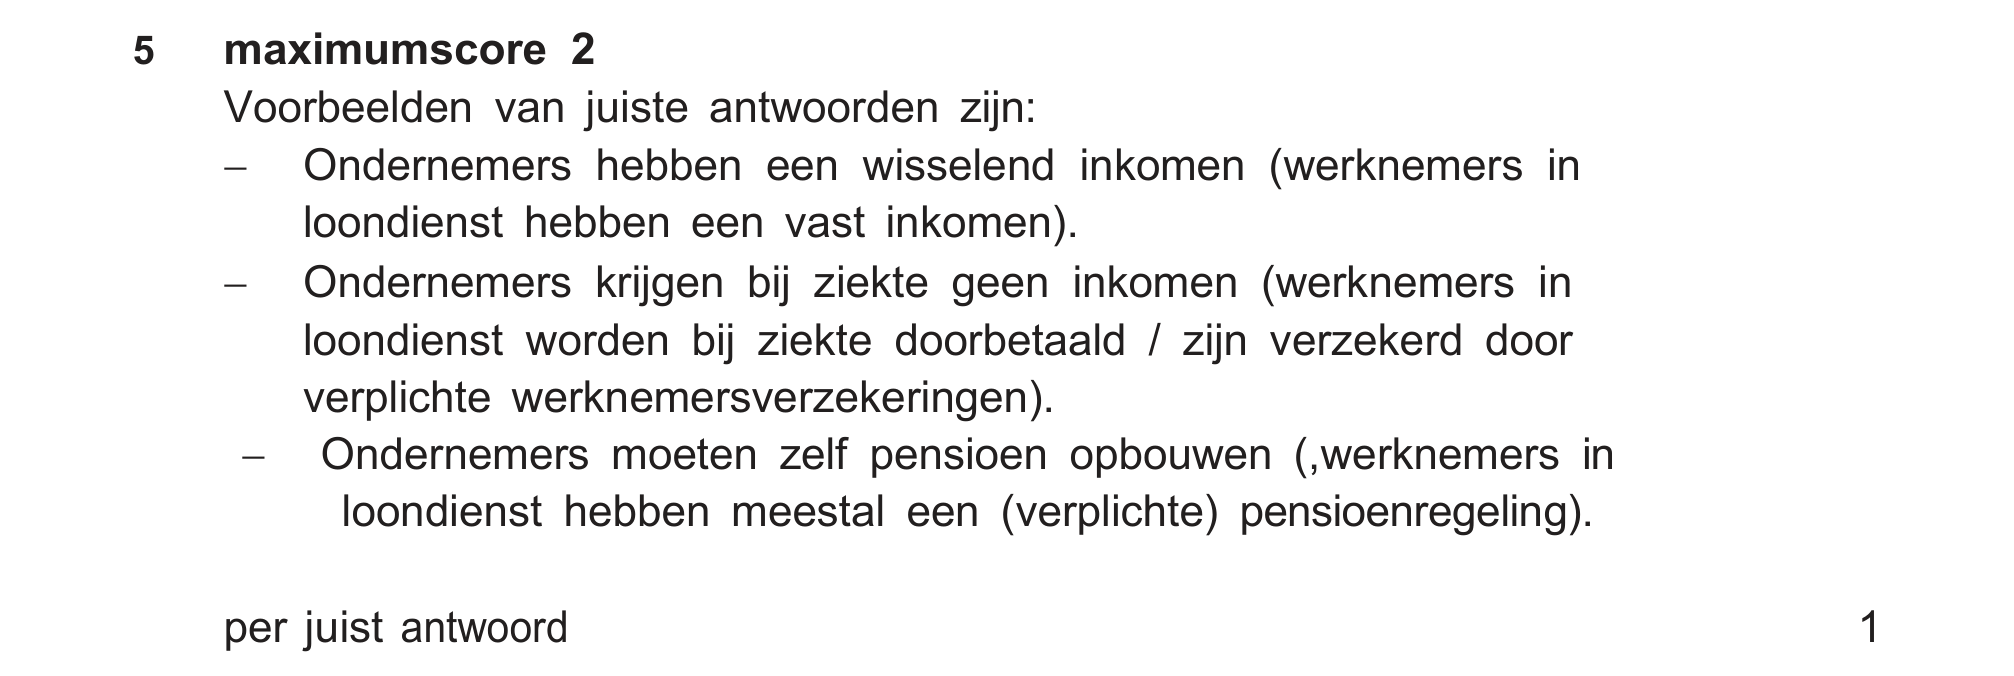 5 maximumscore 2
Voorbeelden van juiste antwoorden zijn:
− Ondernemers hebben een wisselend inkomen (werknemers in
loondienst hebben een vast inkomen).
− Ondernemers krijgen bij ziekte geen inkomen (werknemers in
loondienst worden bij ziekte doorbetaald / zijn verzekerd door
verplichte werknemersverzekeringen).
− Ondernemers moeten zelf pensioen opbouwen (,werknemers in
loondienst hebben meestal een (verplichte) pensioenregeling).
per juist antwoord 1